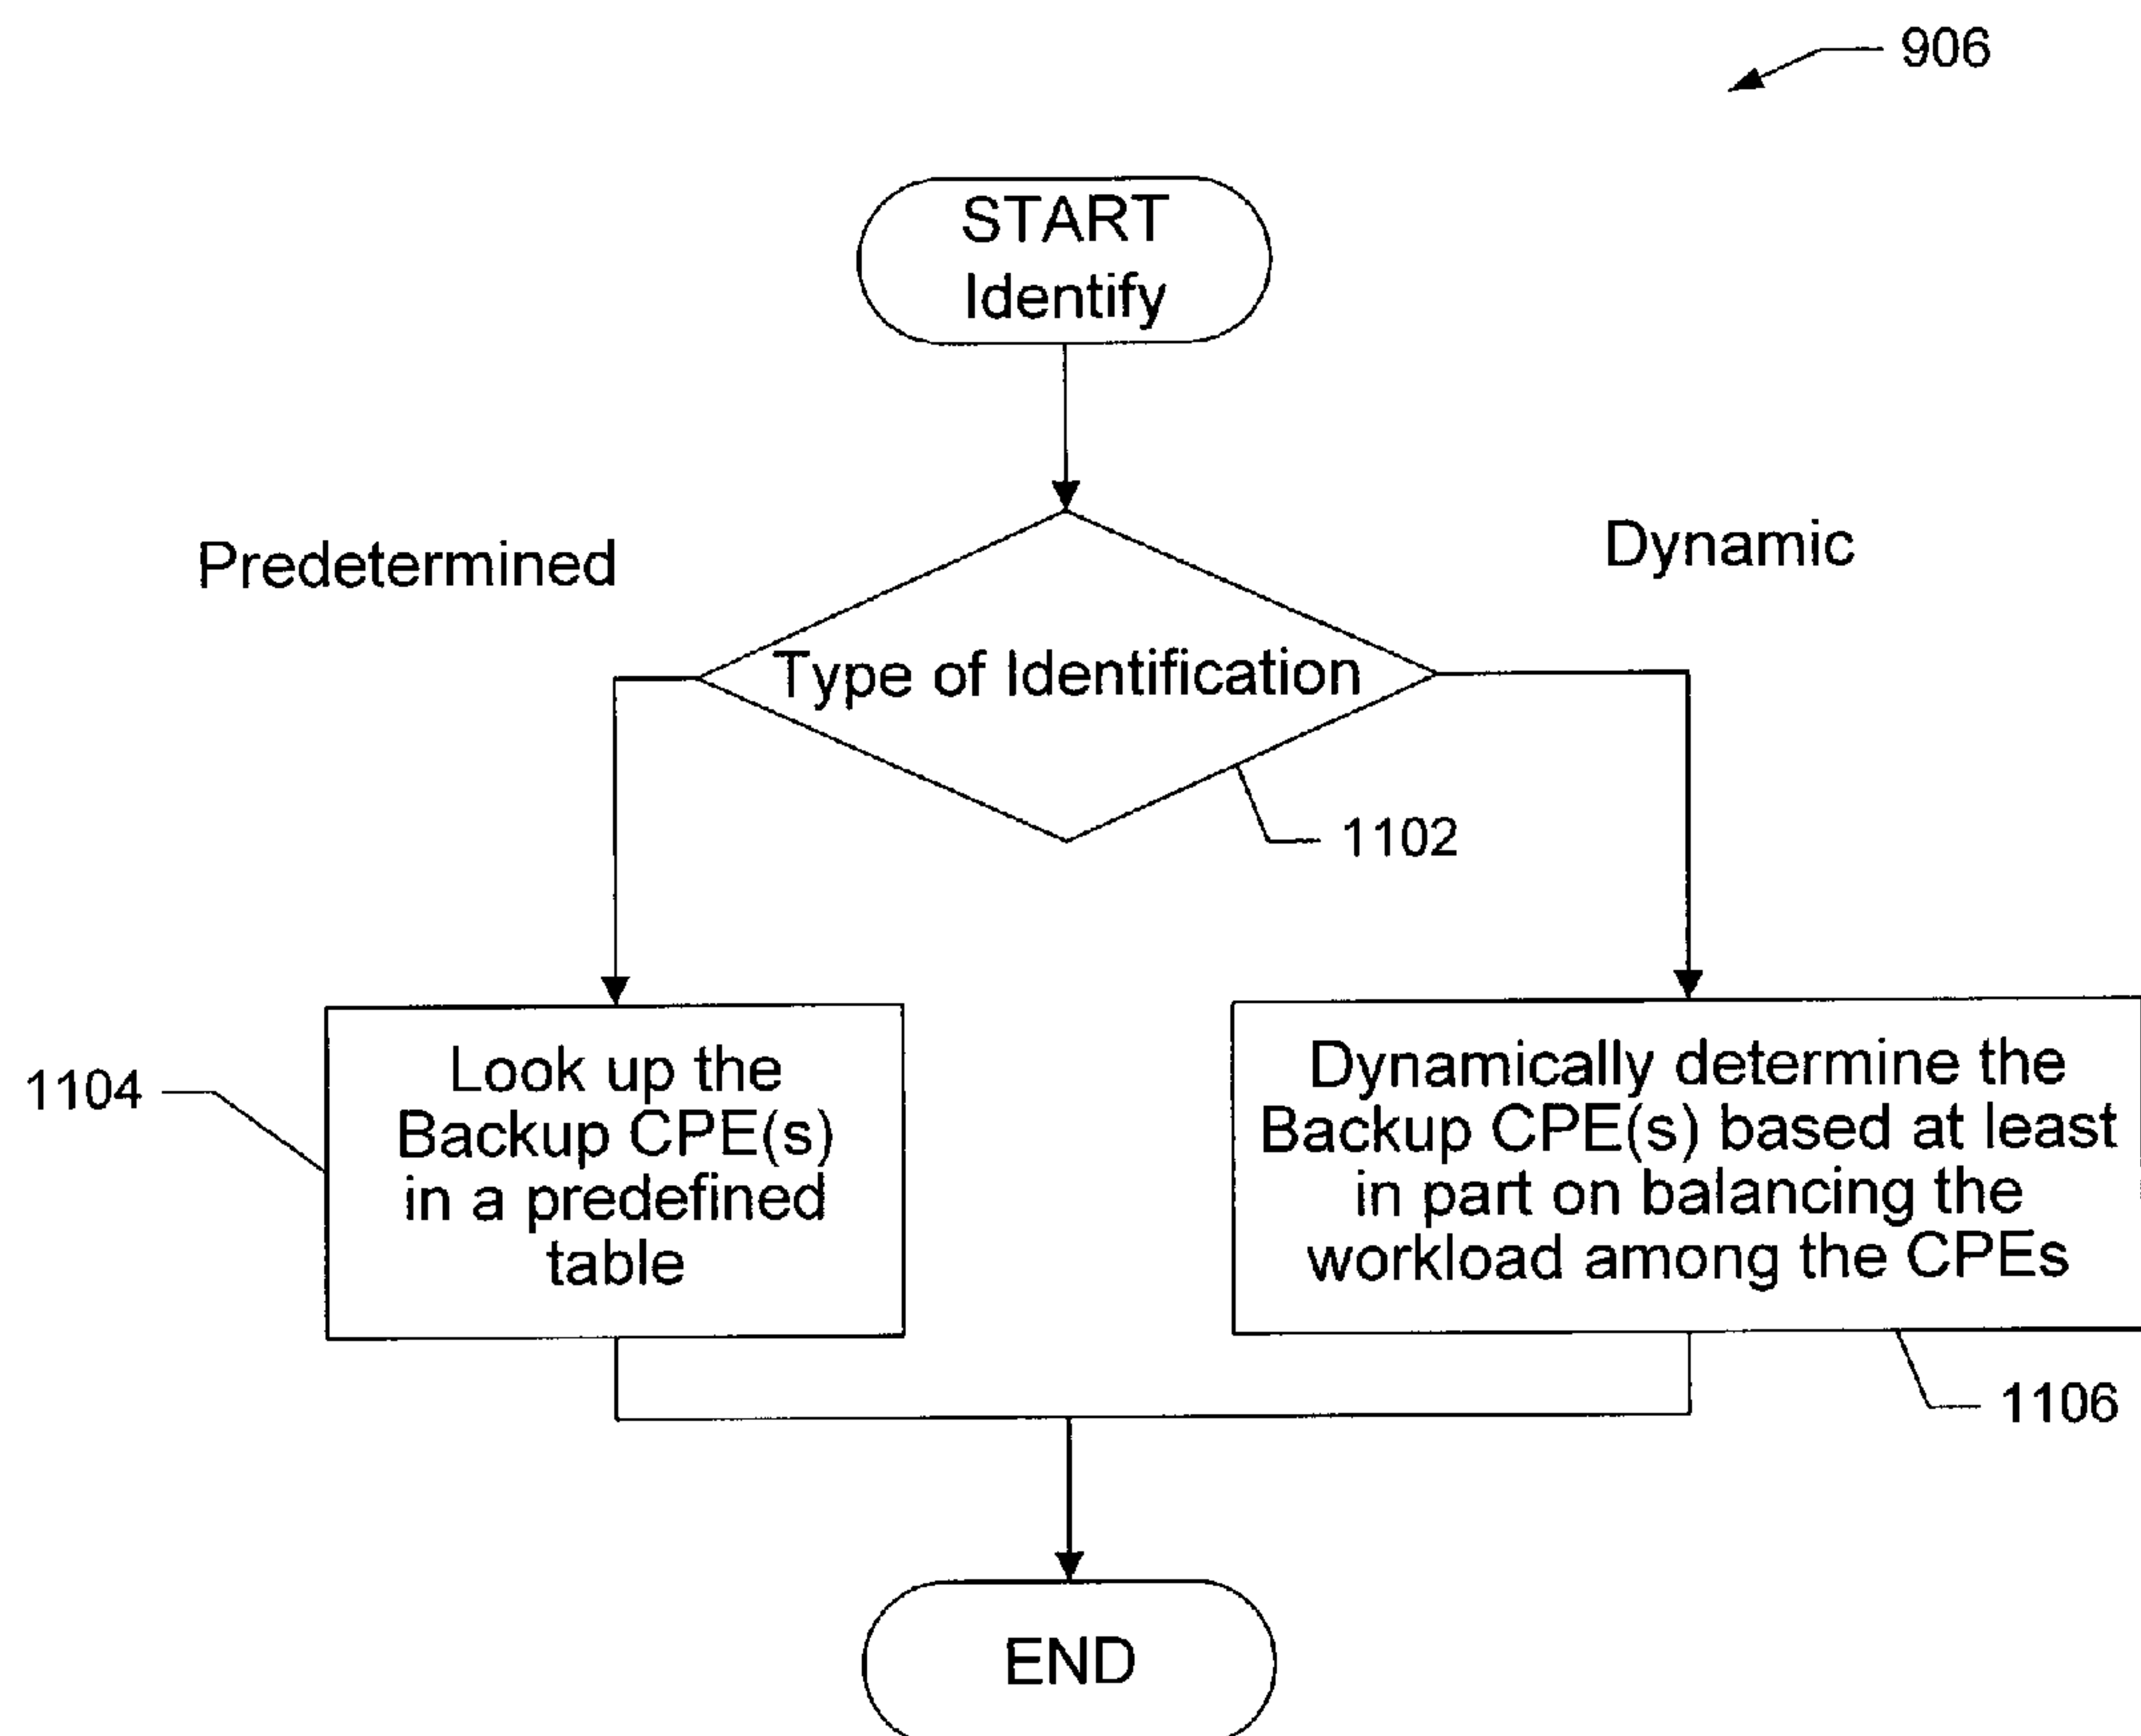 906
START
Identify
Predetermined
Dynamic
Type of Identification
1102
1104
Look up the
Backup CPE(s)
in a predefined
table
Dynamically determine the
Backup CPE(s) based at least
in part on balancing the
workload among the CPEs
1106
END